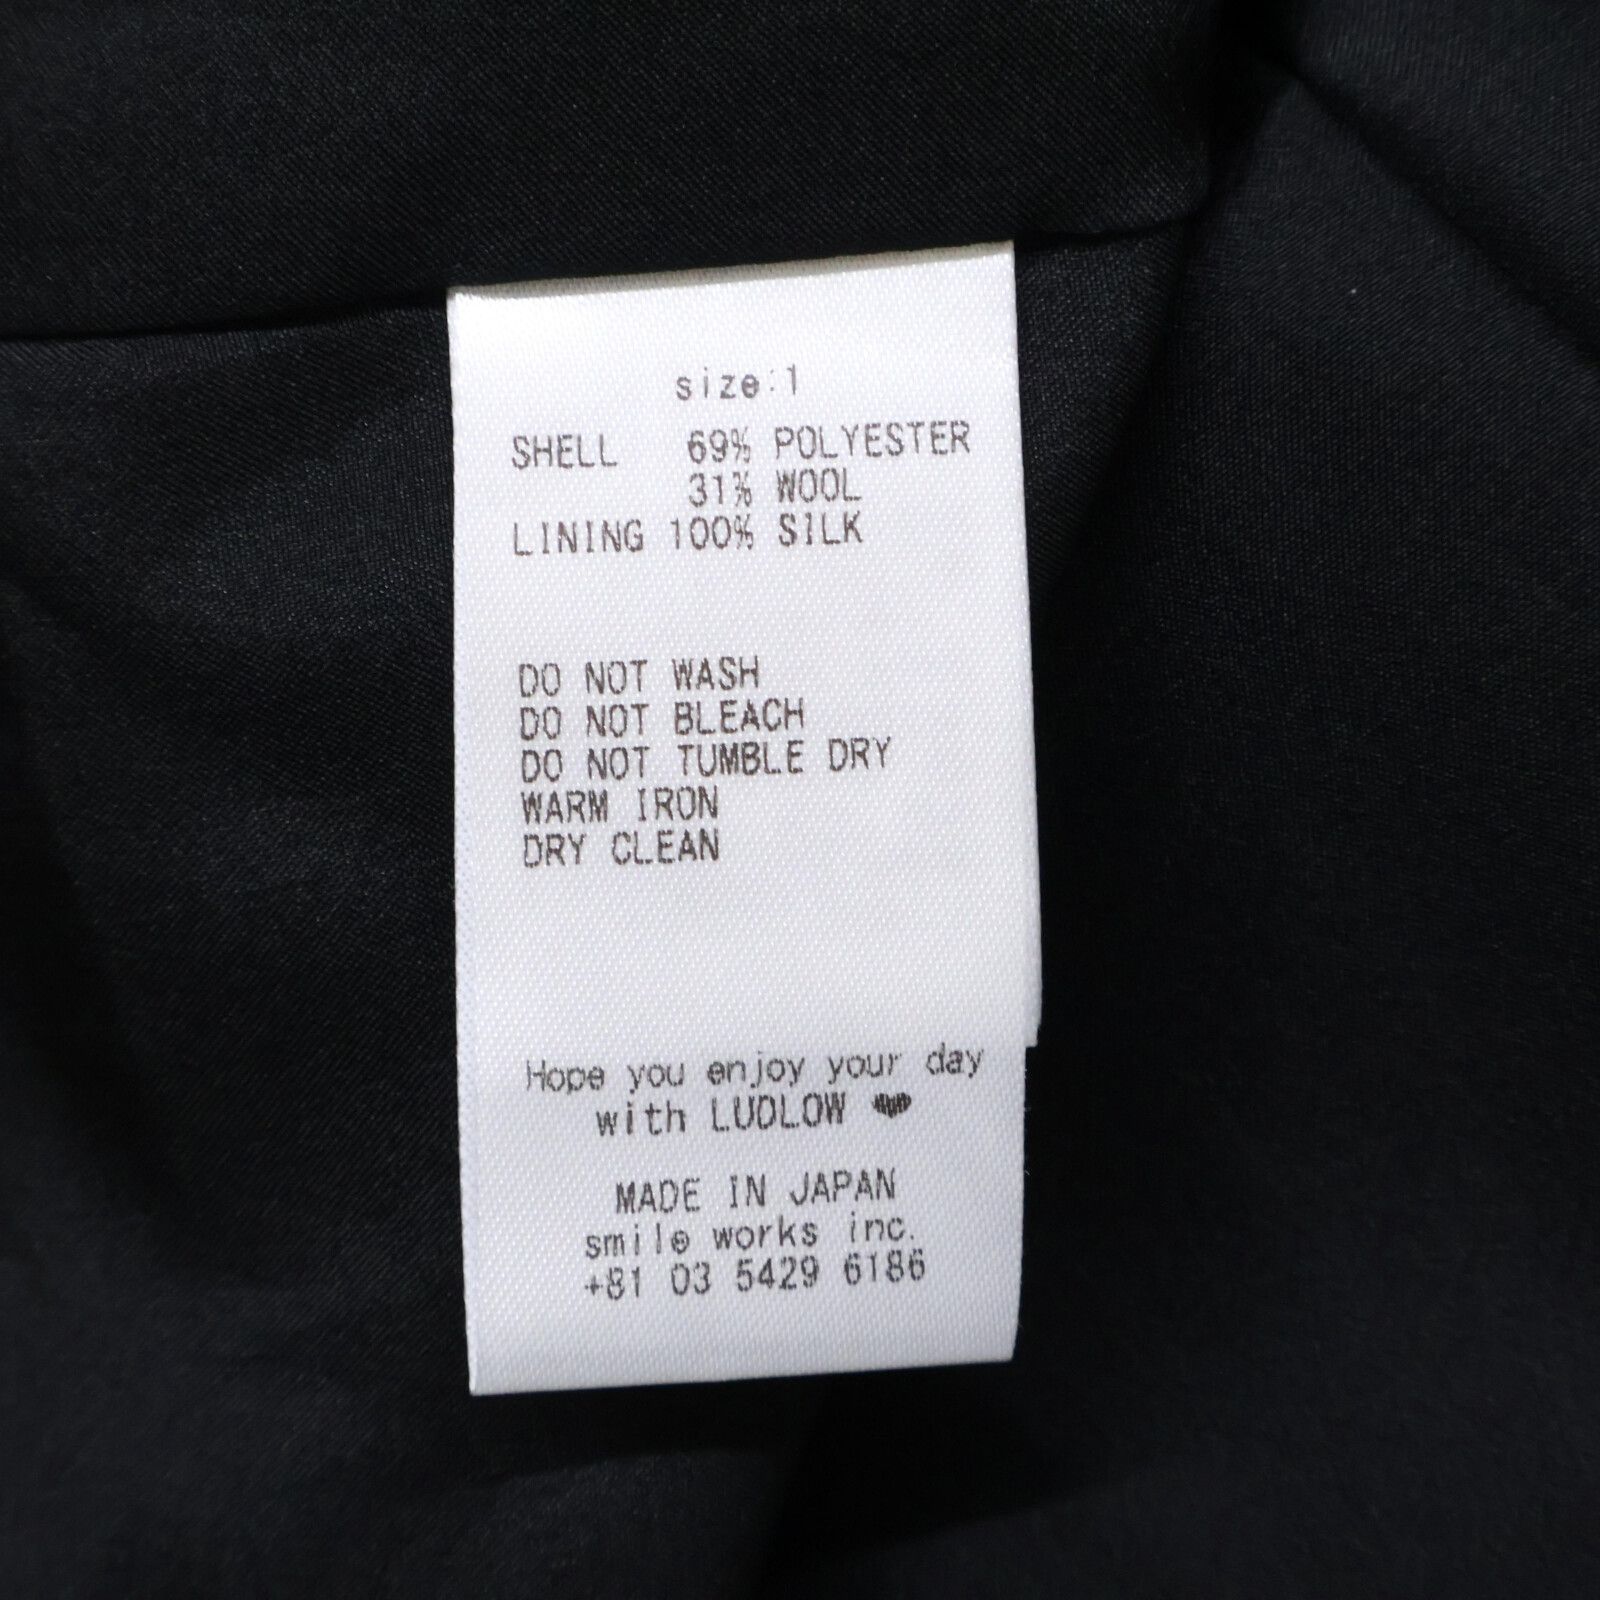 size:1
SHELL 69% POLYESTER
31% WOOL
LINING 100% SILK
DO NOT WASH
DO NOT BLEACH
DO NOT TUMBLE DRY
WARM IRON
DRY CLEAN
Hope you enjoy your day
with LUDLOW ♥
MADE IN JAPAN
smile works inc.
+81 03 5429 6186